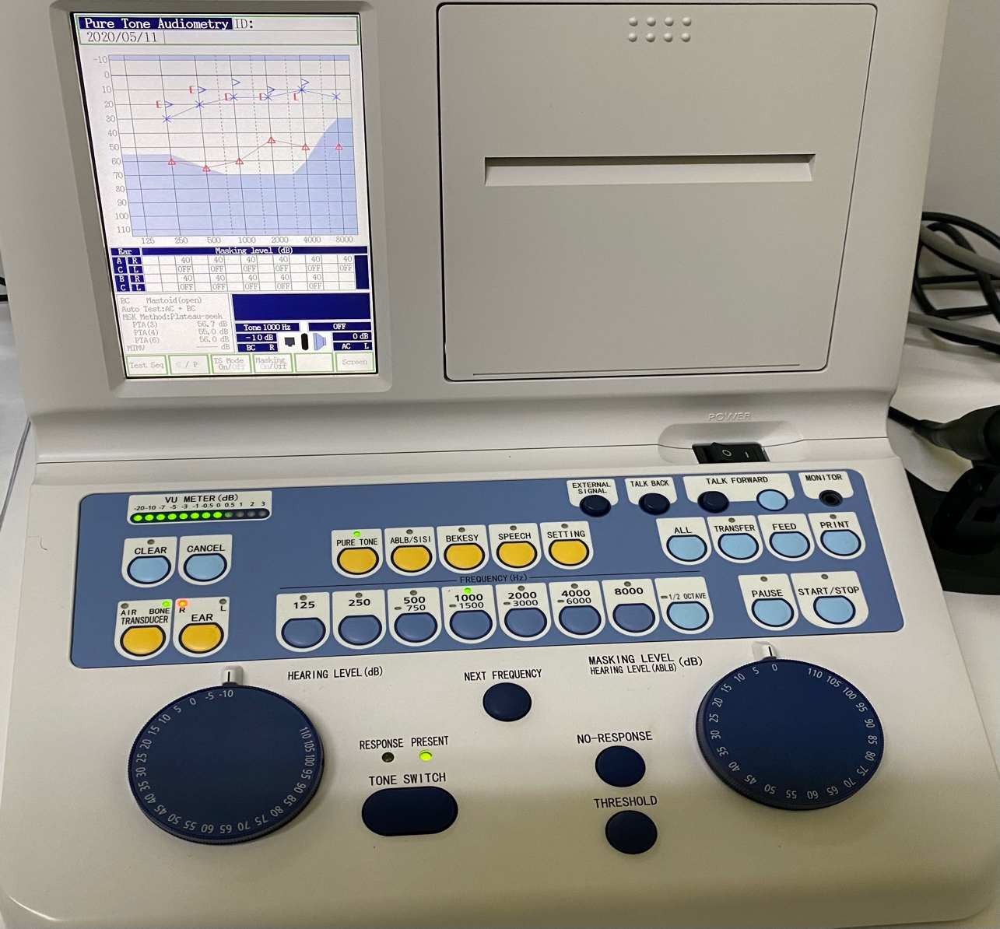 Pure Tone Audiometry ID:
2020/05/11
-10
0
10
20
30
40
50
60
70
80
90
100
110
125 250 500 1000 2000 4000 8000
Ear Masking level (dB)
A R 40 40 40 40 40 40
C L OFF OFF OFF OFF OFF OFF
B R 40 40 40 40 40
C L OFF OFF OFF OFF OFF
BC Mastoid(open)
Auto Test:AC + BC
MSK Method:Plateau-seek
PTA(3) 56.7 dB
PTA(4) 55.0 dB
PTA(6) 56.0 dB
dB
Tone 1000 Hz OFF
-10 dB 0 dB
BC R AC L
Test Seq C / P TS Mode On/Off Masking On/Off Screen
POWER
VU METER(dB)
-20 -10 -7 -5 -3 -1 -0.5 0 0.5 1 2 3
EXTERNAL SIGNAL TALK BACK TALK FORWARD MONITOR
CLEAR CANCEL PURE TONE ABLB/SISI BEKESY SPEECH SETTING ALL TRANSFER FEED PRINT
FREQUENCY(Hz)
AIR BONE
TRANSDUCER
R L
EAR
125 250 500 1000 2000 4000 8000 1/2 OCTAVE
750 1500 3000 6000
PAUSE START/STOP
HEARING LEVEL(dB)
NEXT FREQUENCY
MASKING LEVEL (dB)
HEARING LEVEL(ABLB)
-10 -5 0 5 10 15 20 25 30 35 40 45 50 55 60 65 70 75 80 85 90 95 100 105 110
0 5 10 15 20 25 30 35 40 45 50 55 60 65 70 75 80 85 90 95 100 105 110
RESPONSE PRESENT
TONE SWITCH
NO-RESPONSE
THRESHOLD